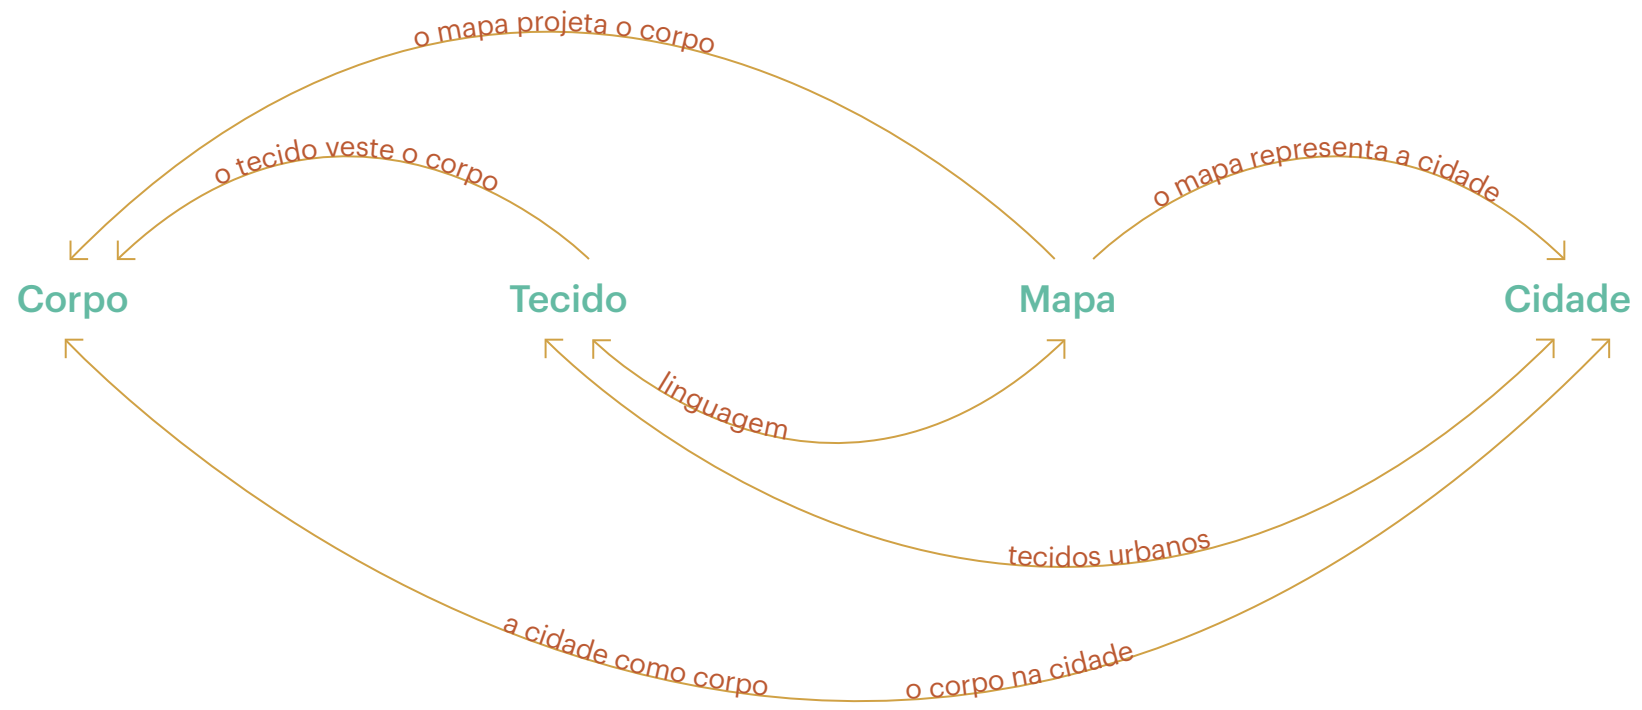 o mapa projeta o corpo
o tecido veste o corpo
o mapa representa a cidade
Corpo
Tecido
Mapa
Cidade
linguagem
tecidos urbanos
a cidade como corpo
o corpo na cidade